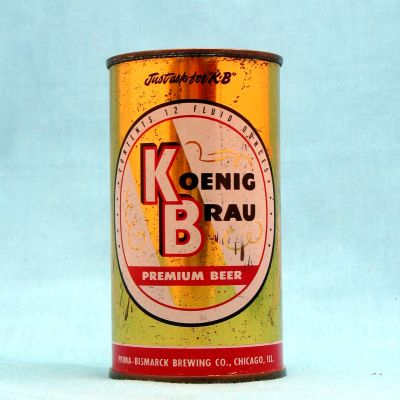 Just ask for "K.B"
CONTENTS 12 FLUID OUNCES
KOENIG
BRAU
PREMIUM BEER
PRIMA-BISMARCK BREWING CO., CHICAGO, ILL.